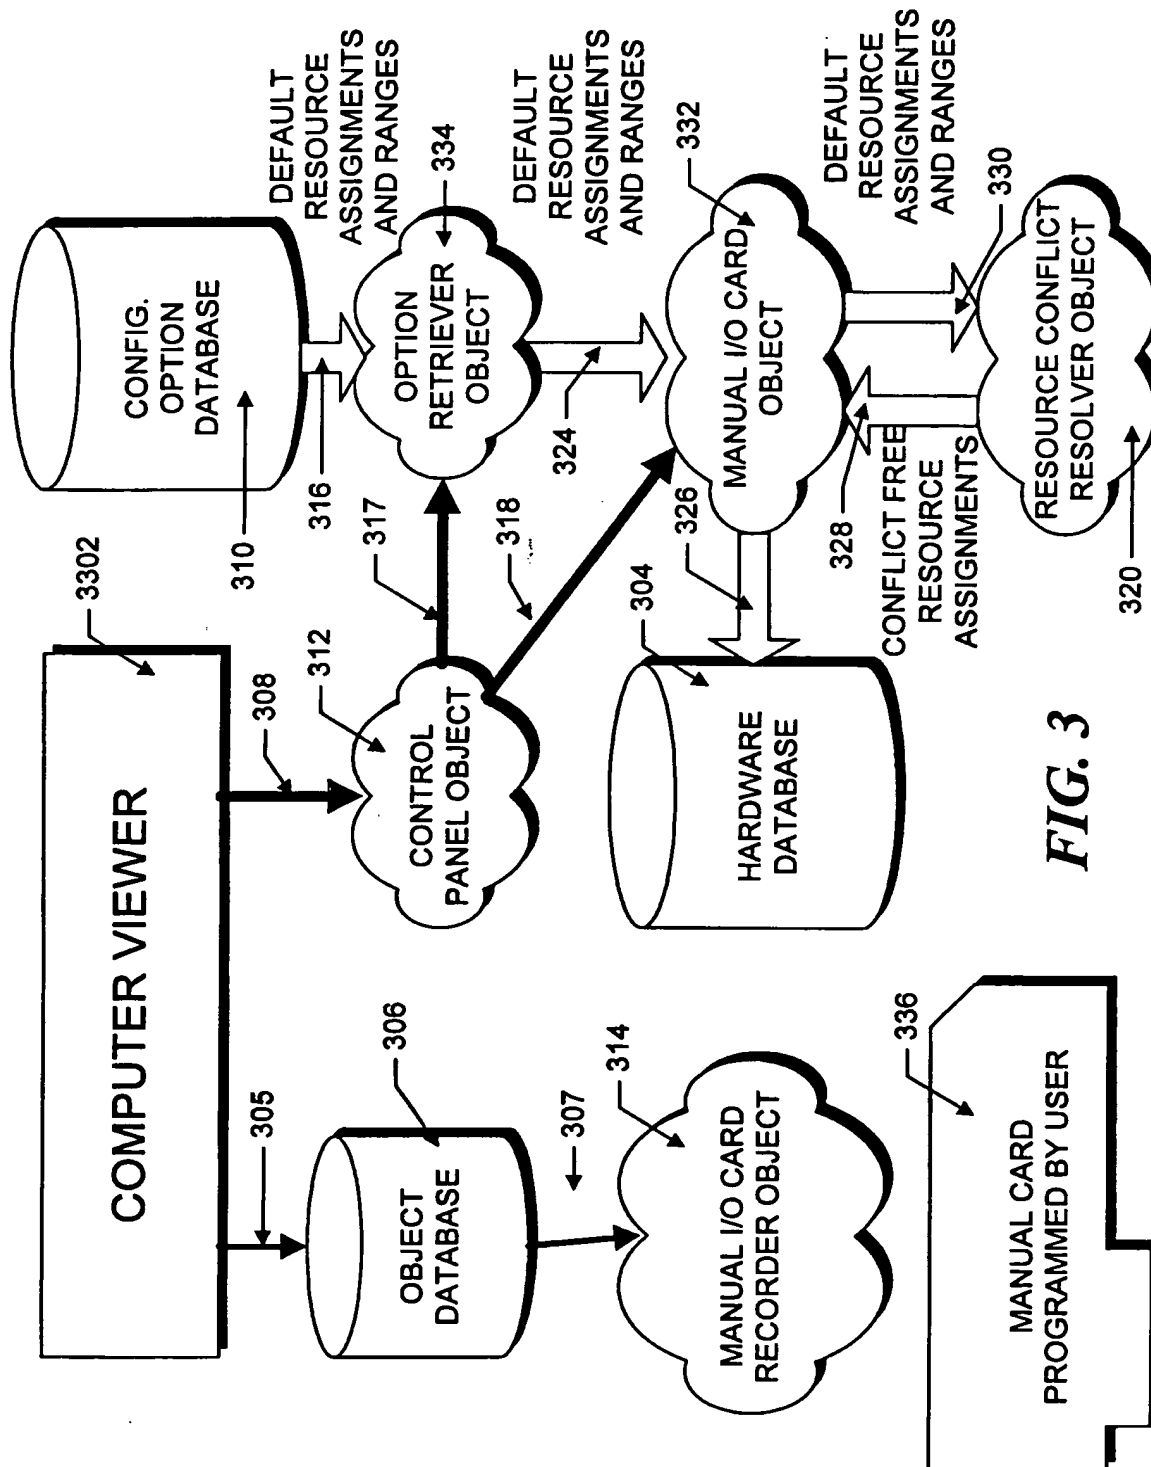 COMPUTER VIEWER
3302
305
308
306
OBJECT
DATABASE
307
314
MANUAL I/O CARD
RECORDER OBJECT
336
MANUAL CARD
PROGRAMMED BY USER
312
CONTROL
PANEL OBJECT
317
318
CONFIG.
OPTION
DATABASE
310
316
DEFAULT
RESOURCE
ASSIGNMENTS
AND RANGES
334
OPTION
RETRIEVER
OBJECT
324
DEFAULT
RESOURCE
ASSIGNMENTS
AND RANGES
332
MANUAL I/O CARD
OBJECT
326
304
HARDWARE
DATABASE
328
CONFLICT FREE
RESOURCE
ASSIGNMENTS
DEFAULT
RESOURCE
ASSIGNMENTS
AND RANGES
330
RESOURCE CONFLICT
RESOLVER OBJECT
320
FIG. 3